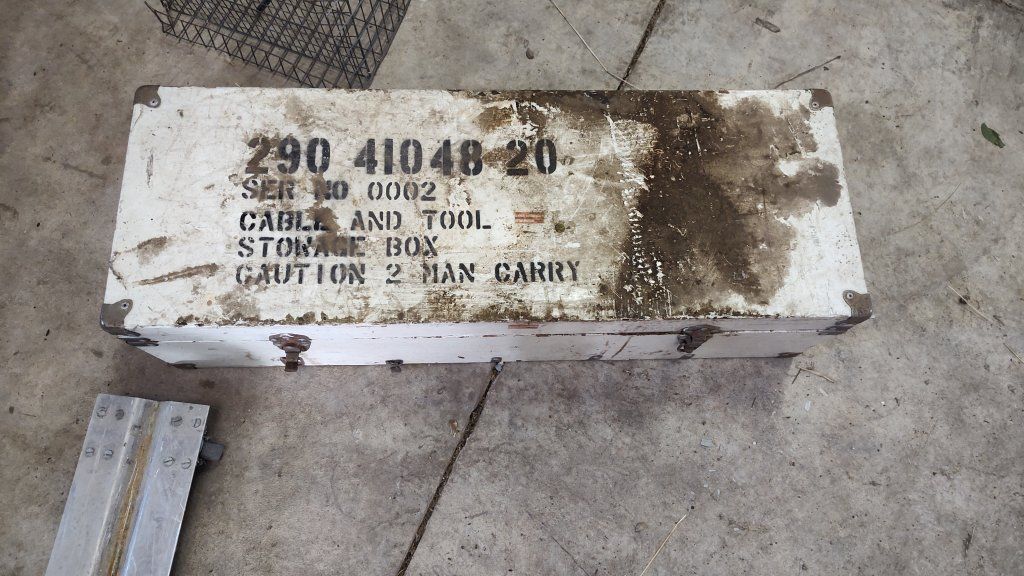 290 41048 20
SER NO 0002
CABLE AND TOOL
STORAGE BOX
CAUTION 2 MAN CARRY